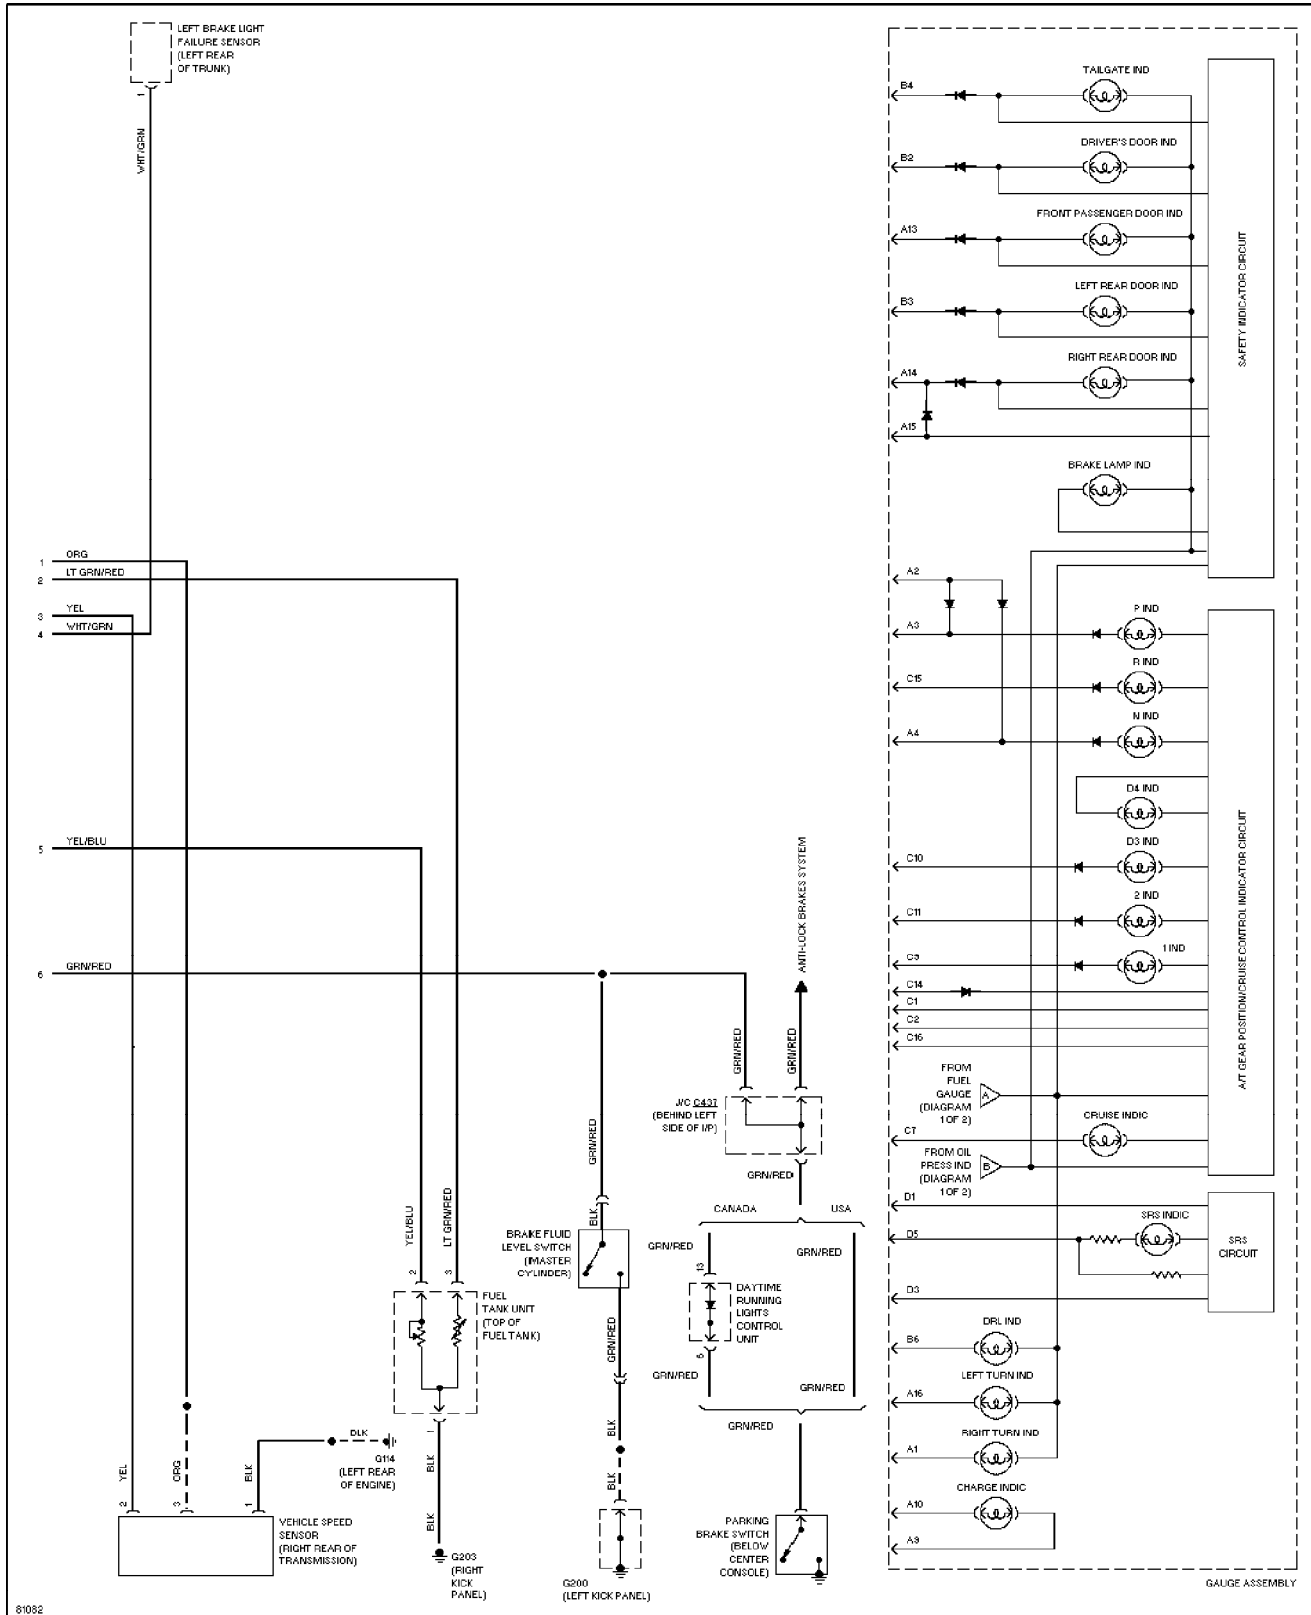 LEFT BRAKE LIGHT
FAILURE SENSOR
(LEFT REAR
OF TRUNK)
1
WHT/GRN
1 ORG
2 LT GRN/RED
3 YEL
4 WHT/GRN
5 YEL/BLU
6 GRN/RED
ANTI-LOCK BRAKES SYSTEM
GRN/RED
GRN/RED
J/C C437
(BEHIND LEFT
SIDE OF I/P)
GRN/RED
GRN/RED
BLK
BRAKE FLUID
LEVEL SWITCH
(MASTER
CYLINDER)
GRN/RED
BLK
BLK
G200
(LEFT KICK PANEL)
CANADA
USA
GRN/RED
GRN/RED
13
DAYTIME
RUNNING
LIGHTS
CONTROL
UNIT
GRN/RED
GRN/RED
GRN/RED
PARKING
BRAKE SWITCH
(BELOW
CENTER
CONSOLE)
YEL/BLU
LT GRN/RED
2
3
FUEL
TANK UNIT
(TOP OF
FUEL TANK)
1
BLK
BLK
G203
(RIGHT
KICK
PANEL)
BLK
G114
(LEFT REAR
OF ENGINE)
YEL
ORG
BLK
2
3
1
VEHICLE SPEED
SENSOR
(RIGHT REAR OF
TRANSMISSION)
81082
B4
TAILGATE IND
B2
DRIVER'S DOOR IND
A13
FRONT PASSENGER DOOR IND
B3
LEFT REAR DOOR IND
A14
RIGHT REAR DOOR IND
A15
BRAKE LAMP IND
SAFETY INDICATOR CIRCUIT
A2
A3
P IND
C15
R IND
A4
N IND
D4 IND
C10
D3 IND
C11
2 IND
C9
1 IND
C14
C1
C2
C16
A/T GEAR POSITION/CRUISE CONTROL INDICATOR CIRCUIT
FROM
FUEL
GAUGE
(DIAGRAM
1 OF 2)
A
C7
CRUISE INDIC
FROM OIL
PRESS IND
(DIAGRAM
1 OF 2)
B
D1
D5
SRS INDIC
SRS
CIRCUIT
D3
B6
DRL IND
A16
LEFT TURN IND
A1
RIGHT TURN IND
A10
CHARGE INDIC
A9
GAUGE ASSEMBLY